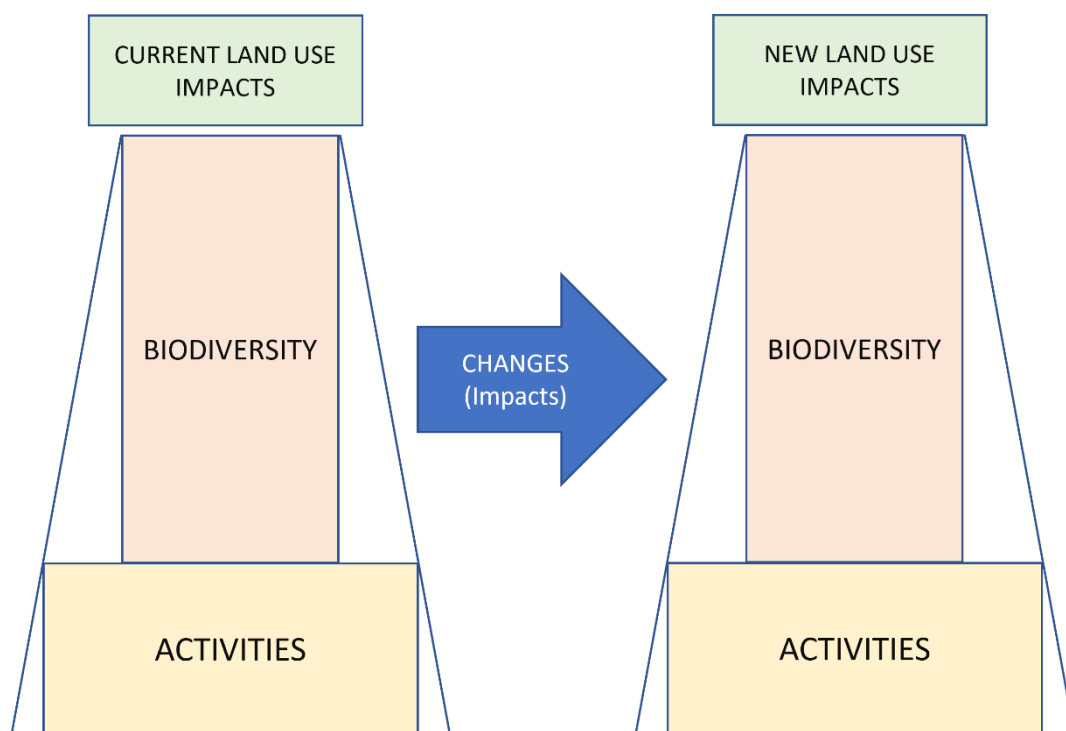 CURRENT LAND USE
IMPACTS
BIODIVERSITY
ACTIVITIES
CHANGES
(Impacts)
NEW LAND USE
IMPACTS
BIODIVERSITY
ACTIVITIES